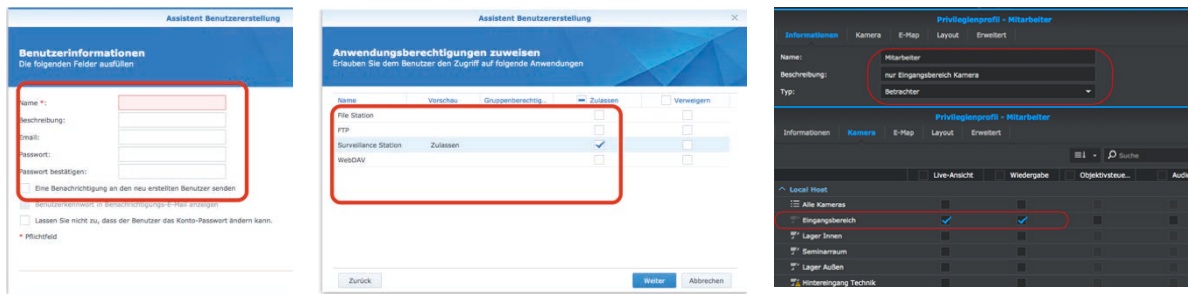 Assistent Benutzererstellung
Benutzerinformationen
Die folgenden Felder ausfüllen
Name *:
Beschreibung:
Email:
Passwort:
Passwort bestätigen:
Eine Benachrichtigung an den neu erstellten Benutzer senden
Benutzerkennwort in Benachrichtigungs-E-Mail anzeigen
Lassen Sie nicht zu, dass der Benutzer das Konto-Passwort ändern kann.
* Pflichtfeld
Assistent Benutzererstellung
Anwendungsberechtigungen zuweisen
Erlauben Sie dem Benutzer den Zugriff auf folgende Anwendungen
Name Vorschau Gruppenberechtig... Zulassen Verweigern
File Station
FTP
Surveillance Station Zulassen
WebDAV
Zurück Weiter Abbrechen
Privilegienprofil - Mitarbeiter
Informationen Kamera E-Map Layout Erweitert
Name: Mitarbeiter
Beschreibung: nur Eingangsbereich Kamera
Typ: Betrachter
Privilegienprofil - Mitarbeiter
Informationen Kamera E-Map Layout Erweitert
Suche
Live-Ansicht Wiedergabe Objektivsteue... Audi
Local Host
Alle Kameras
Eingangsbereich
Lager Innen
Seminarraum
Lager Außen
Hintereingang Technik